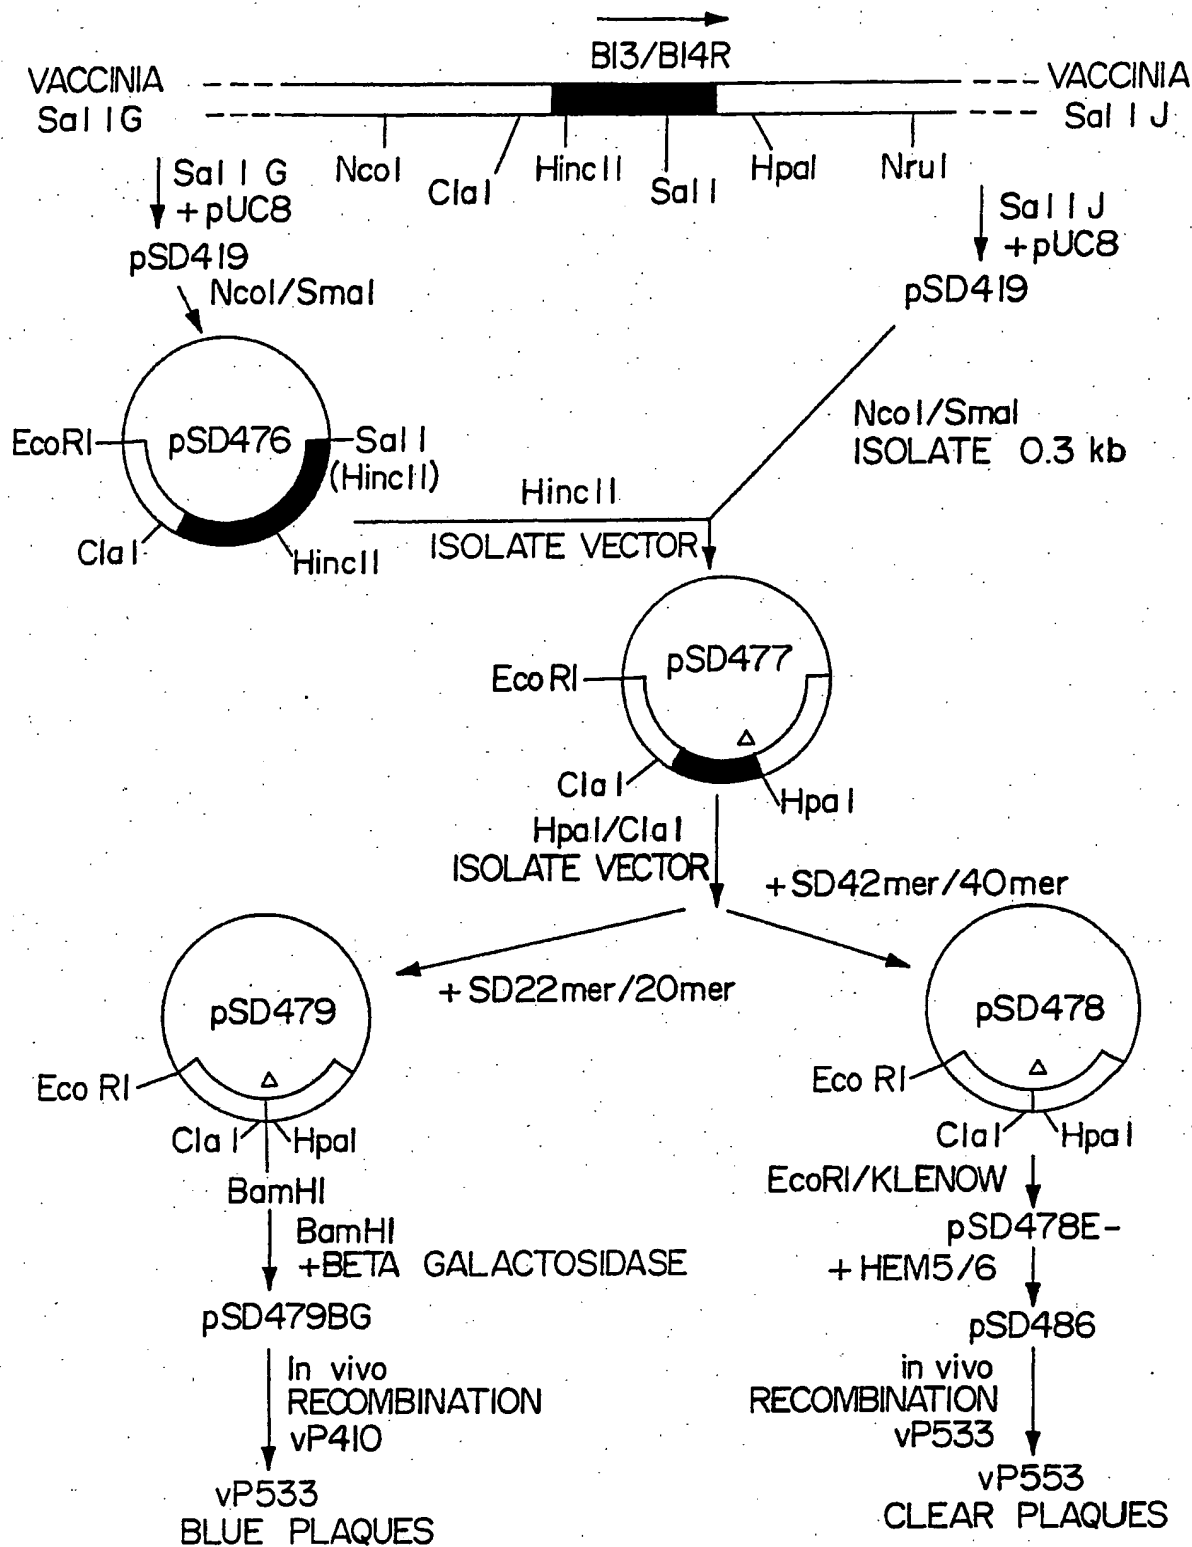 B13/B14R
VACCINIA
Sal I G
VACCINIA
Sal I J
NcoI
ClaI
HincII
SalI
HpaI
NruI
Sal I G
+pUC8
pSD419
NcoI/SmaI
Sal I J
+pUC8
pSD419
NcoI/SmaI
ISOLATE 0.3 kb
EcoRI
pSD476
SalI
(HincII)
ClaI
HincII
HincII
ISOLATE VECTOR
EcoRI
pSD477
Δ
ClaI
HpaI
HpaI/ClaI
ISOLATE VECTOR
+SD42mer/40mer
+SD22mer/20mer
pSD479
EcoRI
Δ
ClaI
HpaI
BamHI
BamHI
+BETA GALACTOSIDASE
pSD479BG
In vivo
RECOMBINATION
vP410
vP533
BLUE PLAQUES
pSD478
EcoRI
Δ
ClaI
HpaI
EcoRI/KLENOW
pSD478E-
+HEM5/6
pSD486
in vivo
RECOMBINATION
vP533
vP553
CLEAR PLAQUES